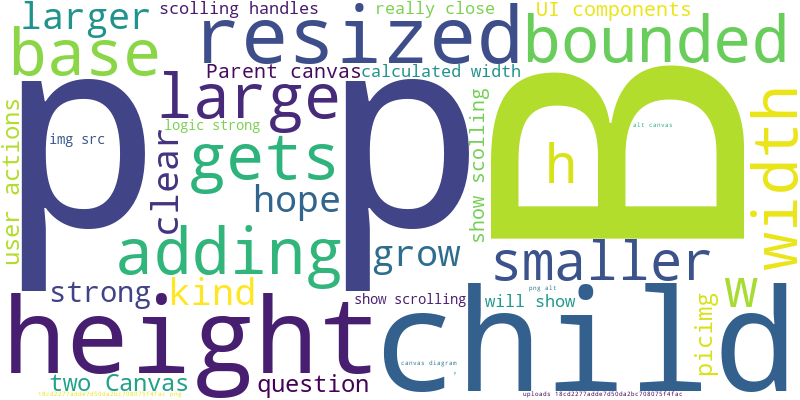 larger
scolling handles
really close
UI components
resized
bounded
base
Parent canvas
calculated width
p
p
B
large
img src
logic strong
alt canvas
user actions
clear
gets
h
show scolling
width
hope
adding
grow
smaller
strong
kind
png alt
show scrolling
will show
w
picimg
height
child
canvas diagram
two Canvas
question
18cd2277adde7d50da2bc708075f4fac png
uploads 18cd2277adde7d50da2bc708075f4fac